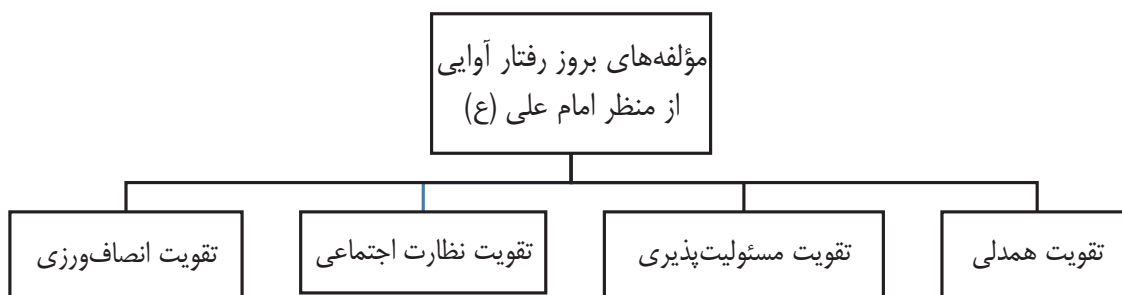 مؤلفه‌های بروز رفتار آوایی
از منظر امام علی (ع)
تقویت همدلی
تقویت مسئولیت‌پذیری
تقویت نظارت اجتماعی
تقویت انصاف‌ورزی